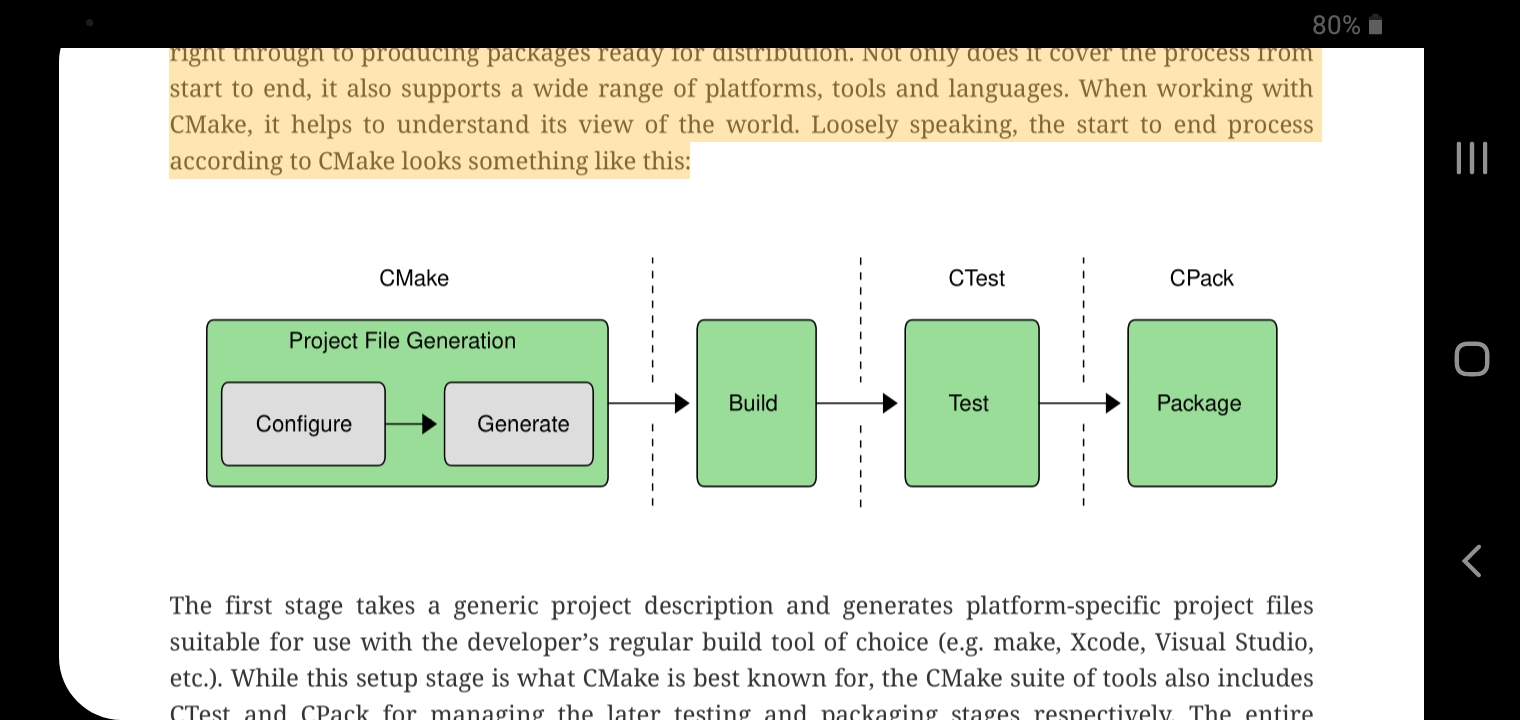 80%
right through to producing packages ready for distribution. Not only does it cover the process from
start to end, it also supports a wide range of platforms, tools and languages. When working with
CMake, it helps to understand its view of the world. Loosely speaking, the start to end process
according to CMake looks something like this:
CMake
CTest
CPack
Project File Generation
Configure
Generate
Build
Test
Package
The first stage takes a generic project description and generates platform-specific project files
suitable for use with the developer’s regular build tool of choice (e.g. make, Xcode, Visual Studio,
etc.). While this setup stage is what CMake is best known for, the CMake suite of tools also includes
CTest and CPack for managing the later testing and packaging stages respectively. The entire